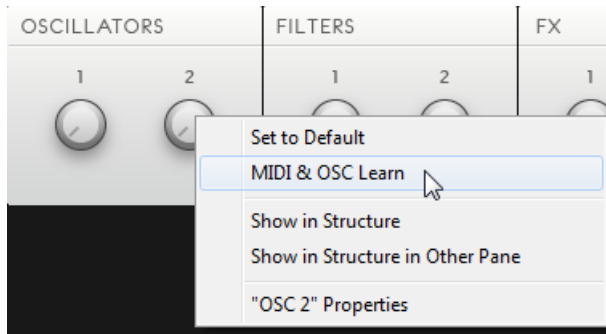 OSCILLATORS FILTERS FX
1 2 1 2 1
Set to Default
MIDI & OSC Learn
Show in Structure
Show in Structure in Other Pane
"OSC 2" Properties